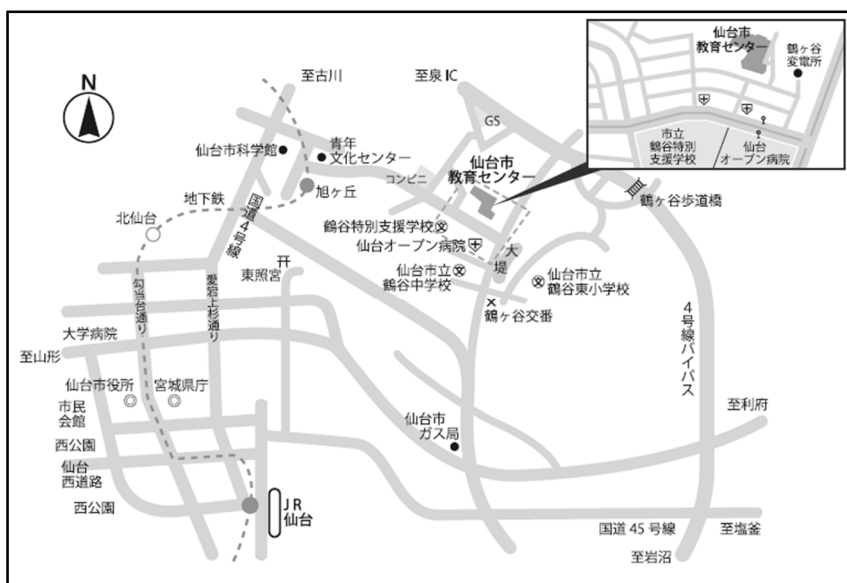 N
至古川
至泉IC
GS
仙台市
教育センター
鶴ヶ谷
変電所
市立
鶴谷特別
支援学校
仙台
オープン病院
仙台市科学館
青年
文化センター
コンビニ
仙台市
教育センター
旭ヶ丘
地下鉄
国道4号線
北仙台
鶴ヶ谷歩道橋
鶴谷特別支援学校
仙台オープン病院
大堤
仙台市立
鶴谷中学校
仙台市立
鶴谷東小学校
鶴ヶ谷交番
東照宮
勾当台通り
愛宕上杉通り
4号線バイパス
大学病院
至山形
仙台市役所
宮城県庁
市民
会館
西公園
仙台
西道路
西公園
仙台市
ガス局
至利府
JR
仙台
国道45号線
至塩釜
至岩沼